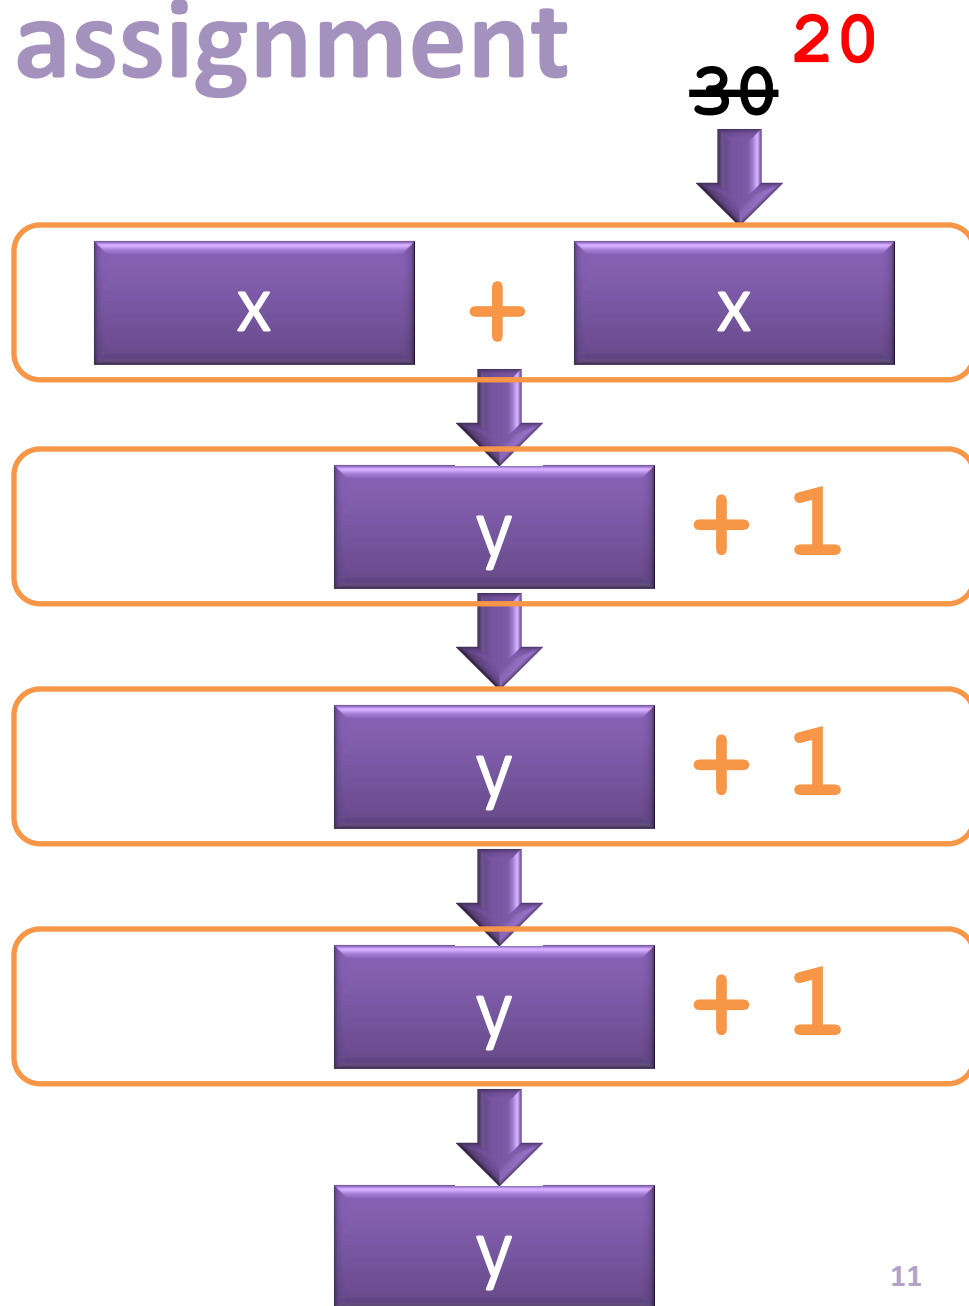 assignment
20
30
x + x
y + 1
y + 1
y + 1
y
11